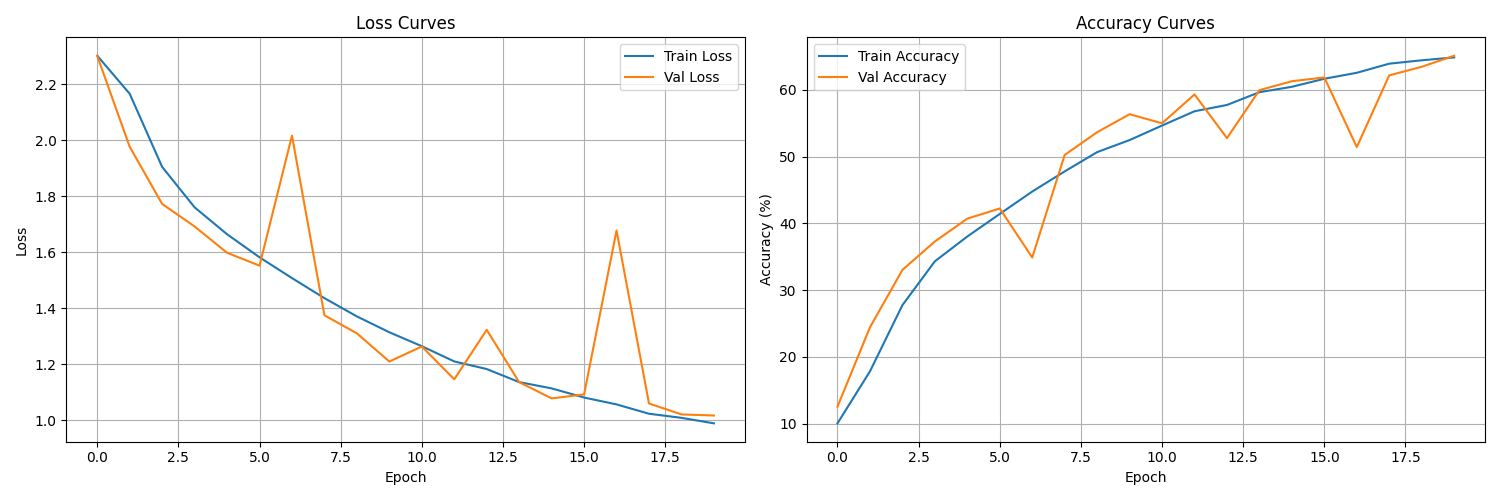 Loss Curves
Train Loss
Val Loss
2.2
2.0
1.8
1.6
1.4
1.2
1.0
Loss
0.0 2.5 5.0 7.5 10.0 12.5 15.0 17.5
Epoch
Accuracy Curves
Train Accuracy
Val Accuracy
60
50
40
30
20
10
Accuracy (%)
0.0 2.5 5.0 7.5 10.0 12.5 15.0 17.5
Epoch